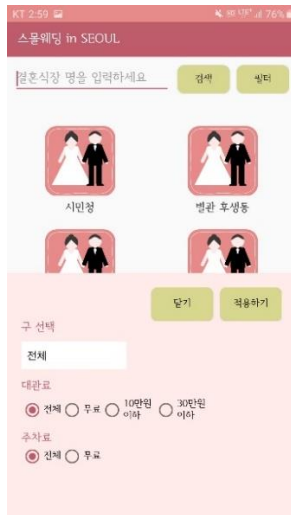 KT 2:59 76%
스몰웨딩 in SEOUL
결혼식장 명을 입력하세요 검색 필터
시민청 별관 후생동
닫기 적용하기
구 선택
전체
대관료
전체 무료 10만원 이하 30만원 이하
주차료
전체 무료